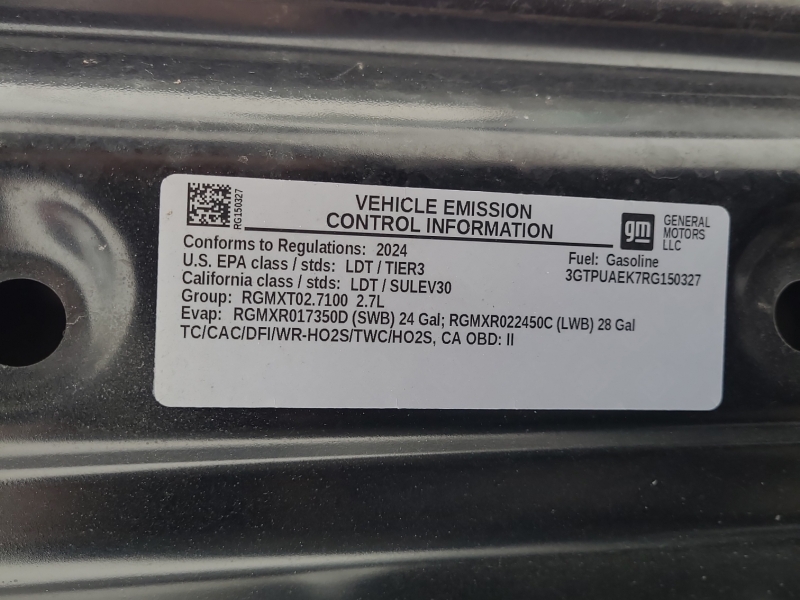 RG150327
VEHICLE EMISSION
CONTROL INFORMATION
gm
GENERAL
MOTORS
LLC
Conforms to Regulations: 2024
Fuel: Gasoline
U.S. EPA class / stds: LDT / TIER3
3GTPUAEK7RG150327
California class / stds: LDT / SULEV30
Group: RGMXT02.7100 2.7L
Evap: RGMXR017350D (SWB) 24 Gal; RGMXR022450C (LWB) 28 Gal
TC/CAC/DFI/WR-HO2S/TWC/HO2S, CA OBD: II